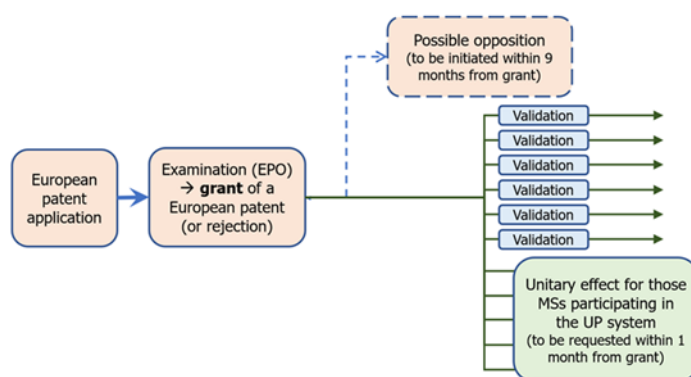 Possible opposition
(to be initiated within 9
months from grant)
Validation
Validation
Validation
Validation
Validation
Validation
European
patent
application
Examination (EPO)
→ grant of a
European patent
(or rejection)
Unitary effect for those
MSs participating in
the UP system
(to be requested within 1
month from grant)